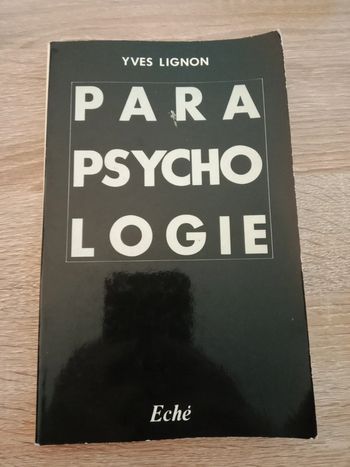 YVES LIGNON
PARA
PSYCHO
LOGIE
Eché